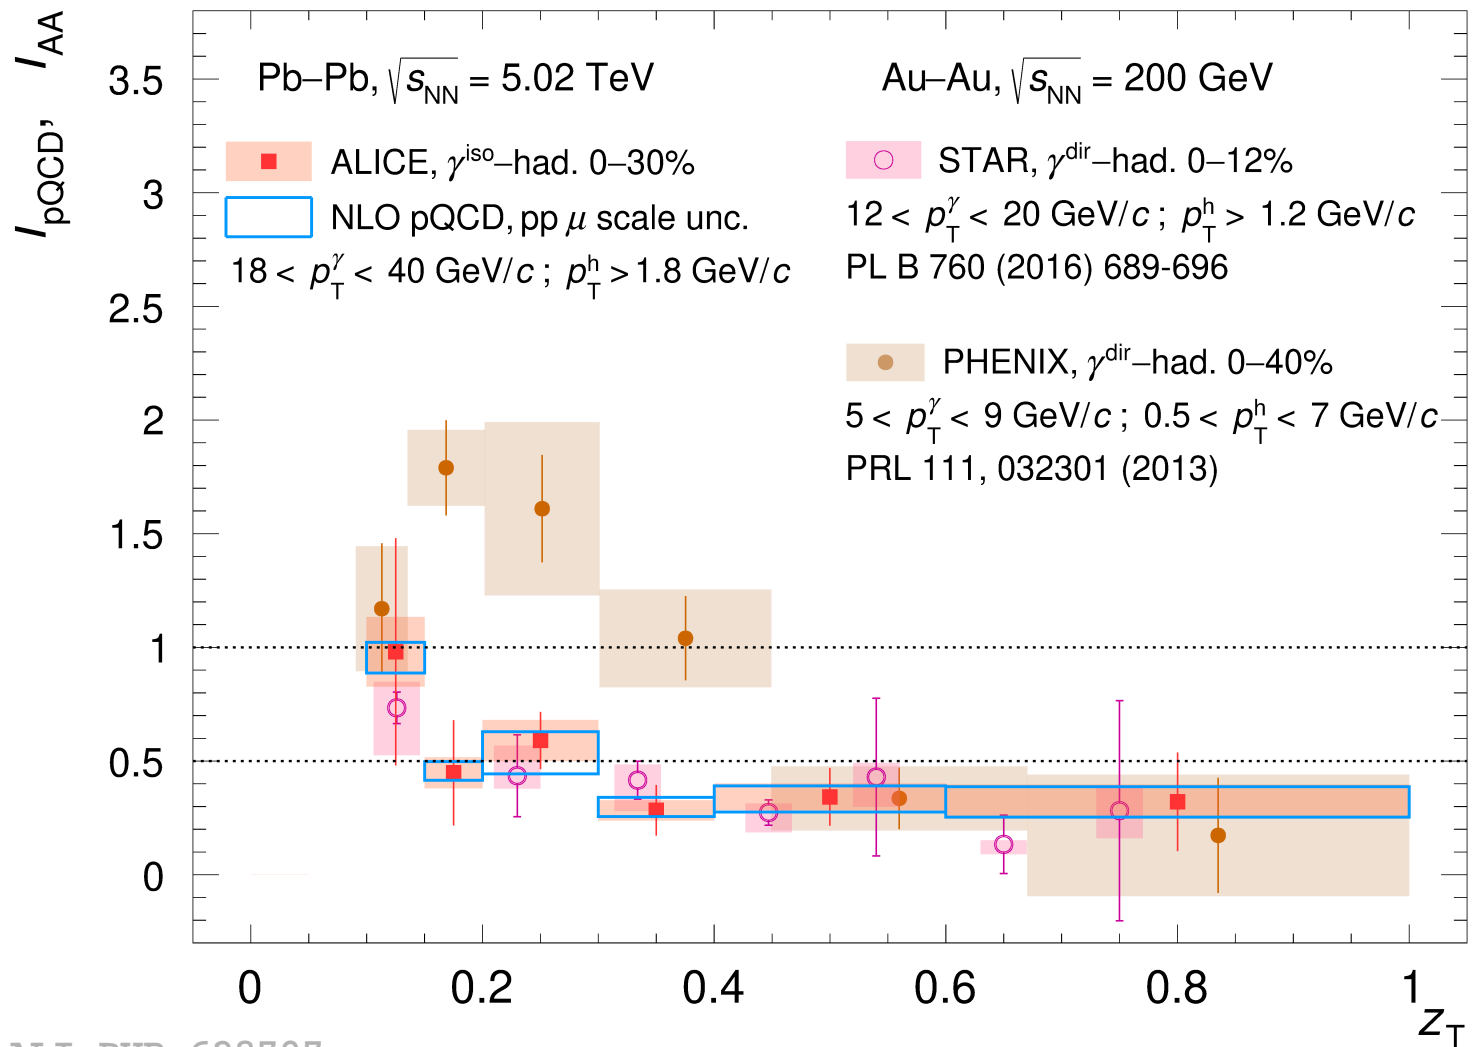 I_pQCD, I_AA
Pb–Pb, √s_NN = 5.02 TeV
ALICE, γ^iso–had. 0–30%
NLO pQCD, pp μ scale unc.
18 < p_T^γ < 40 GeV/c ; p_T^h > 1.8 GeV/c
Au–Au, √s_NN = 200 GeV
STAR, γ^dir–had. 0–12%
12 < p_T^γ < 20 GeV/c ; p_T^h > 1.2 GeV/c
PL B 760 (2016) 689-696
PHENIX, γ^dir–had. 0–40%
5 < p_T^γ < 9 GeV/c ; 0.5 < p_T^h < 7 GeV/c
PRL 111, 032301 (2013)
3.5
3
2.5
2
1.5
1
0.5
0
0 0.2 0.4 0.6 0.8 1
z_T